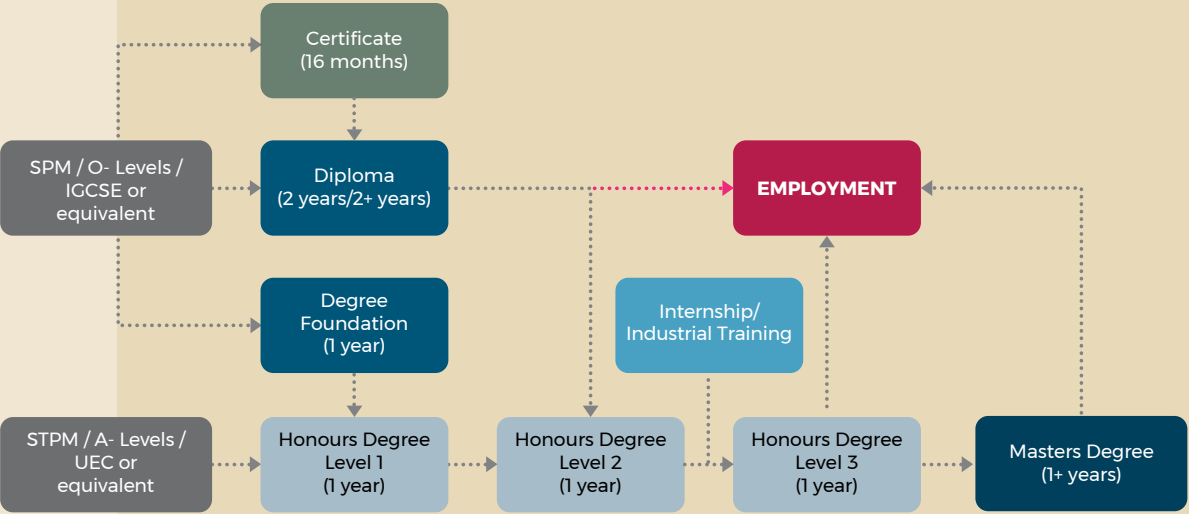 Certificate
(16 months)
SPM / O- Levels /
IGCSE or
equivalent
Diploma
(2 years/2+ years)
EMPLOYMENT
Degree
Foundation
(1 year)
Internship/
Industrial Training
STPM / A- Levels /
UEC or
equivalent
Honours Degree
Level 1
(1 year)
Honours Degree
Level 2
(1 year)
Honours Degree
Level 3
(1 year)
Masters Degree
(1+ years)